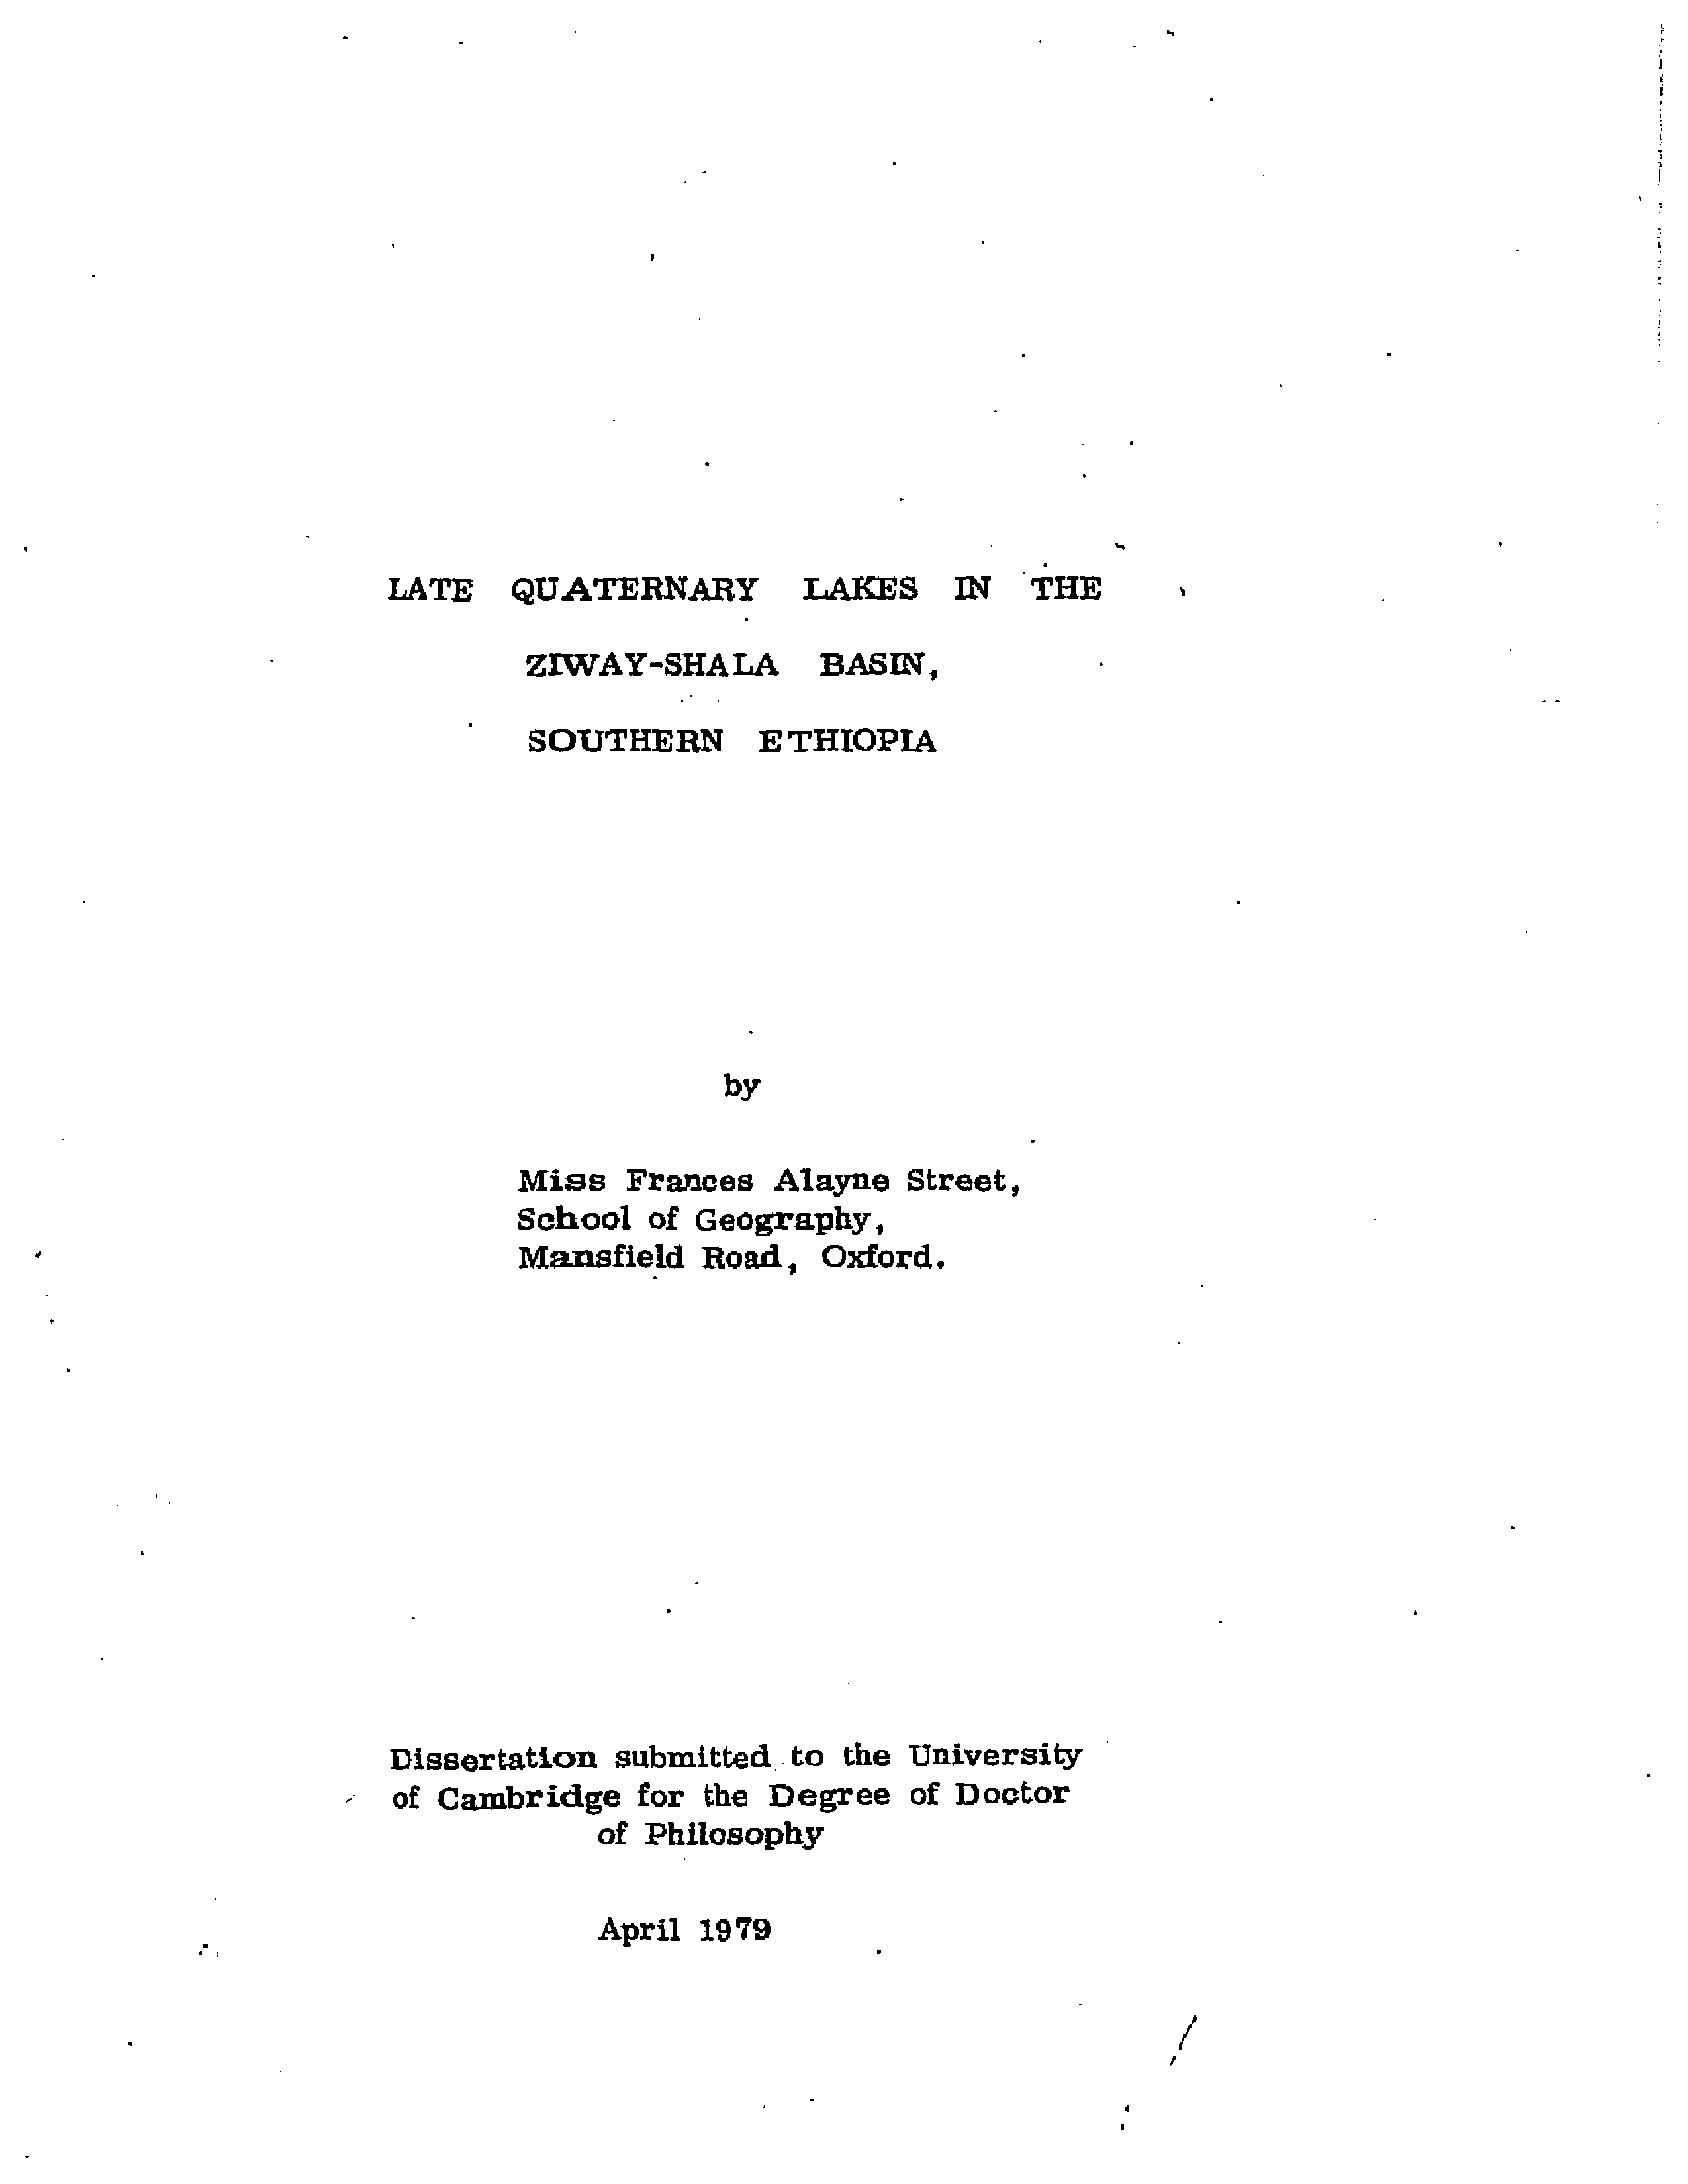 LATE QUATERNARY LAKES IN THE
ZIWAY-SHALA BASIN,
SOUTHERN ETHIOPIA
by
Miss Frances Alayne Street,
School of Geography,
Mansfield Road, Oxford.
Dissertation submitted to the University
of Cambridge for the Degree of Doctor
of Philosophy
April 1979